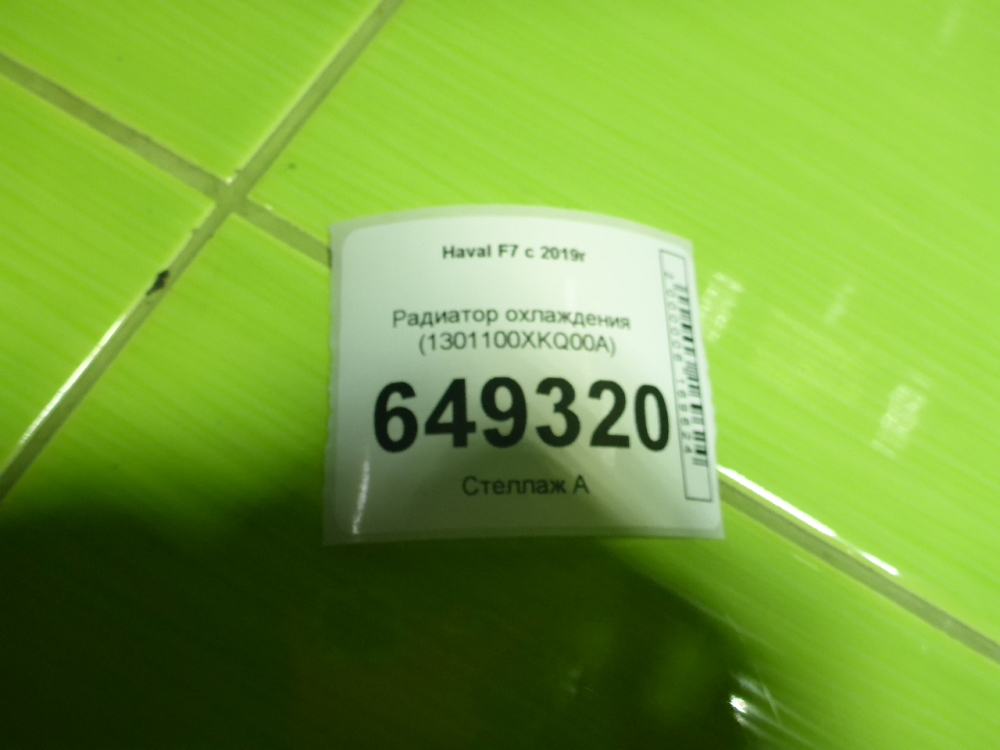 Haval F7 с 2019г
Радиатор охлаждения
(1301100XKQ00A)
649320
Стеллаж А